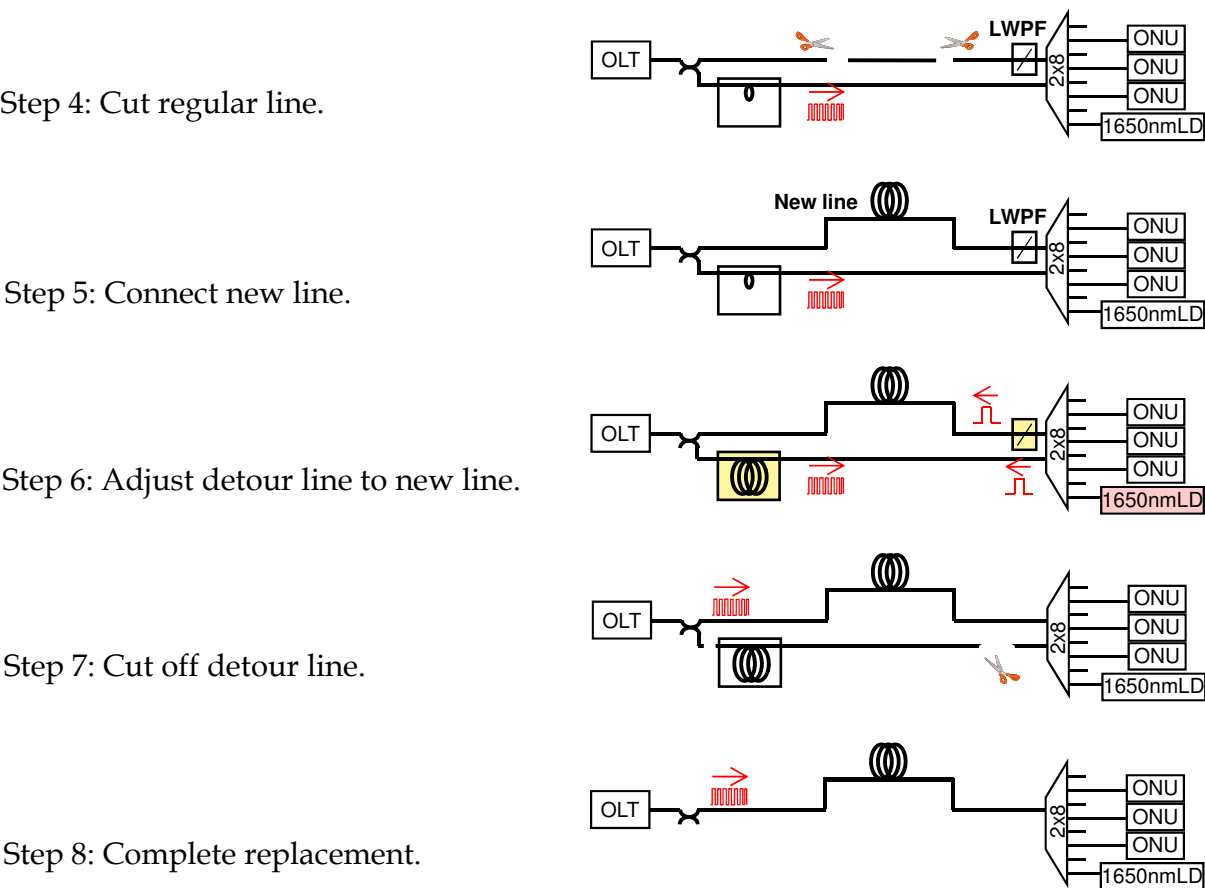 LWPF
OLT
2x8
ONU
ONU
ONU
1650nmLD
Step 4: Cut regular line.
New line
LWPF
OLT
2x8
ONU
ONU
ONU
1650nmLD
Step 5: Connect new line.
OLT
2x8
ONU
ONU
ONU
1650nmLD
Step 6: Adjust detour line to new line.
OLT
2x8
ONU
ONU
ONU
1650nmLD
Step 7: Cut off detour line.
OLT
2x8
ONU
ONU
ONU
1650nmLD
Step 8: Complete replacement.